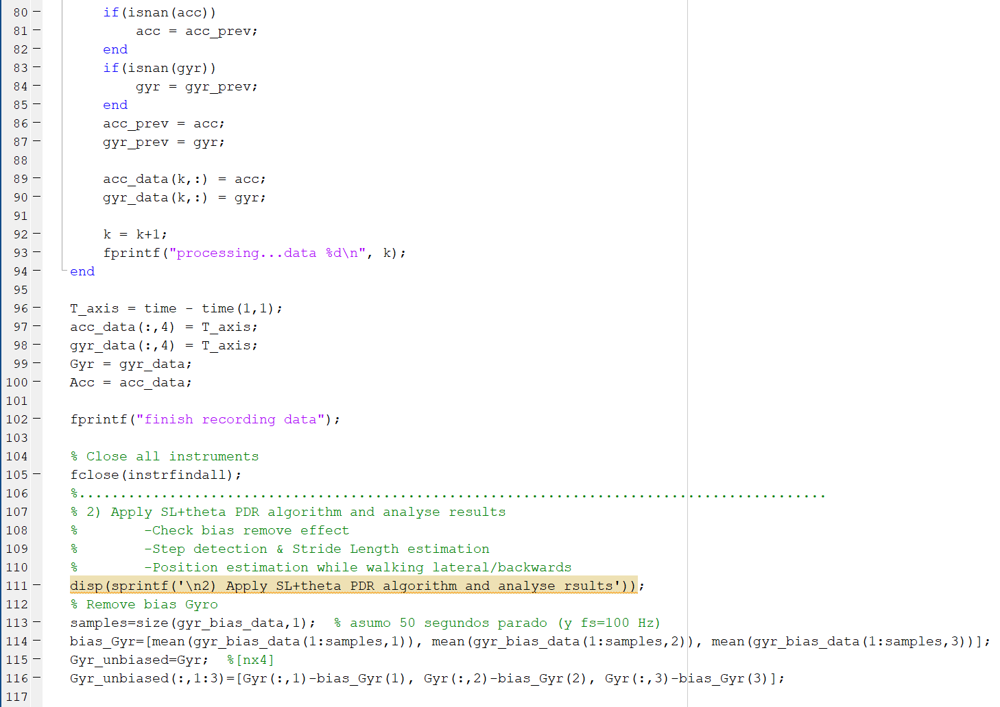 80 – if(isnan(acc))
81 – acc = acc_prev;
82 – end
83 – if(isnan(gyr))
84 – gyr = gyr_prev;
85 – end
86 – acc_prev = acc;
87 – gyr_prev = gyr;
88
89 – acc_data(k,:) = acc;
90 – gyr_data(k,:) = gyr;
91
92 – k = k+1;
93 – fprintf("processing...data %d\n", k);
94 – end
95
96 – T_axis = time - time(1,1);
97 – acc_data(:,4) = T_axis;
98 – gyr_data(:,4) = T_axis;
99 – Gyr = gyr_data;
100 – Acc = acc_data;
101
102 – fprintf("finish recording data");
103
104 % Close all instruments
105 – fclose(instrfindall);
106 %...........................................................................................
107 % 2) Apply SL+theta PDR algorithm and analyse results
108 % -Check bias remove effect
109 % -Step detection & Stride Length estimation
110 % -Position estimation while walking lateral/backwards
111 – disp(sprintf('\n2) Apply SL+theta PDR algorithm and analyse rsults'));
112 % Remove bias Gyro
113 – samples=size(gyr_bias_data,1); % asumo 50 segundos parado (y fs=100 Hz)
114 – bias_Gyr=[mean(gyr_bias_data(1:samples,1)), mean(gyr_bias_data(1:samples,2)), mean(gyr_bias_data(1:samples,3))];
115 – Gyr_unbiased=Gyr; %[nx4]
116 – Gyr_unbiased(:,1:3)=[Gyr(:,1)-bias_Gyr(1), Gyr(:,2)-bias_Gyr(2), Gyr(:,3)-bias_Gyr(3)];
117